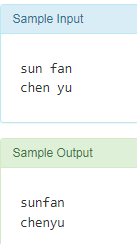 Sample Input
sun fan
chen yu
Sample Output
sunfan
chenyu